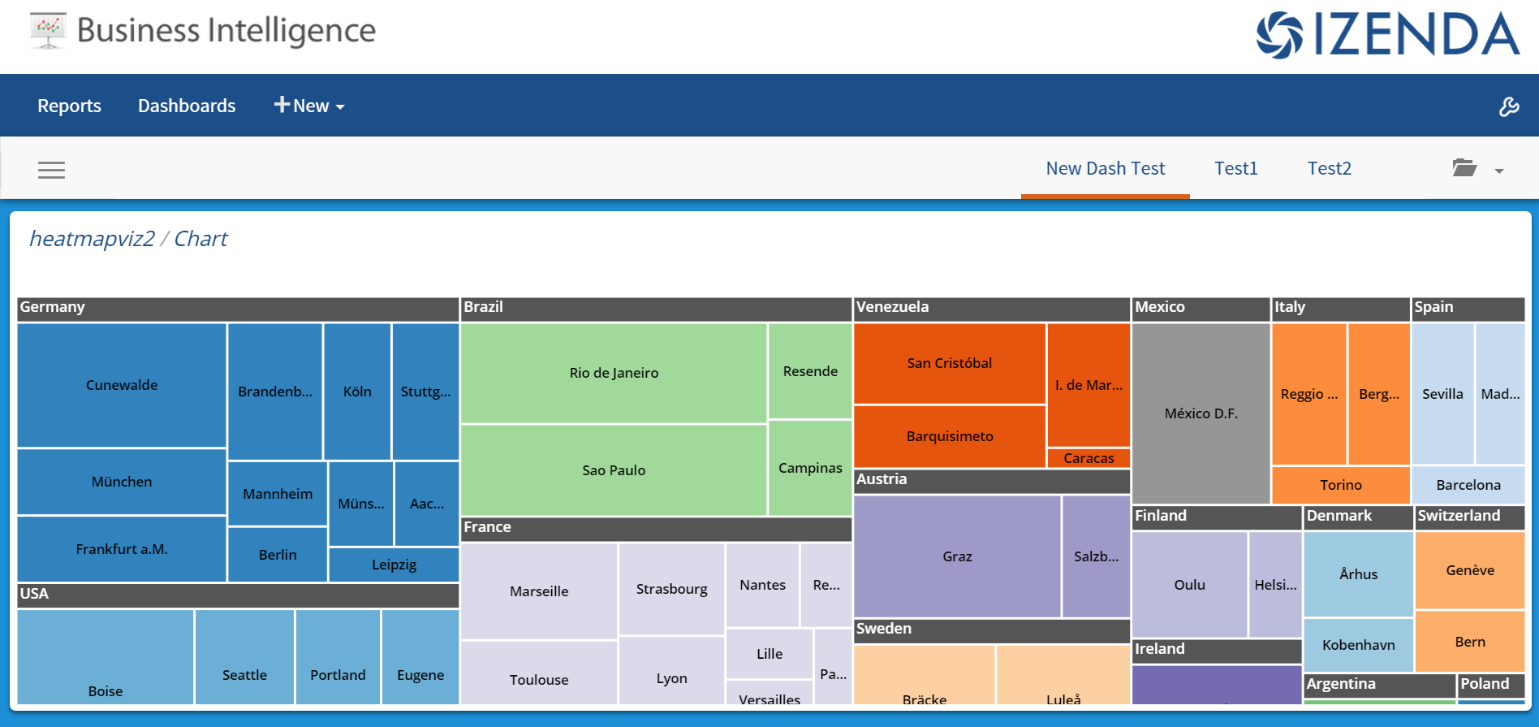 Business Intelligence
IZENDA
Reports Dashboards +New
New Dash Test Test1 Test2
heatmapviz2 / Chart
Germany
Cunewalde
Brandenb...
Köln
Stuttg...
München
Mannheim
Müns...
Aac...
Frankfurt a.M.
Berlin
Leipzig
USA
Boise
Seattle
Portland
Eugene
Brazil
Rio de Janeiro
Resende
Sao Paulo
Campinas
France
Marseille
Strasbourg
Nantes
Re...
Toulouse
Lyon
Lille
Pa...
Versailles
Venezuela
San Cristóbal
I. de Mar...
Barquisimeto
Caracas
Austria
Graz
Salzb...
Sweden
Bräcke
Luleå
Mexico
México D.F.
Italy
Reggio ...
Berg...
Torino
Spain
Sevilla
Mad...
Barcelona
Finland
Oulu
Helsi...
Ireland
Denmark
Århus
Kobenhavn
Switzerland
Genève
Bern
Argentina
Poland